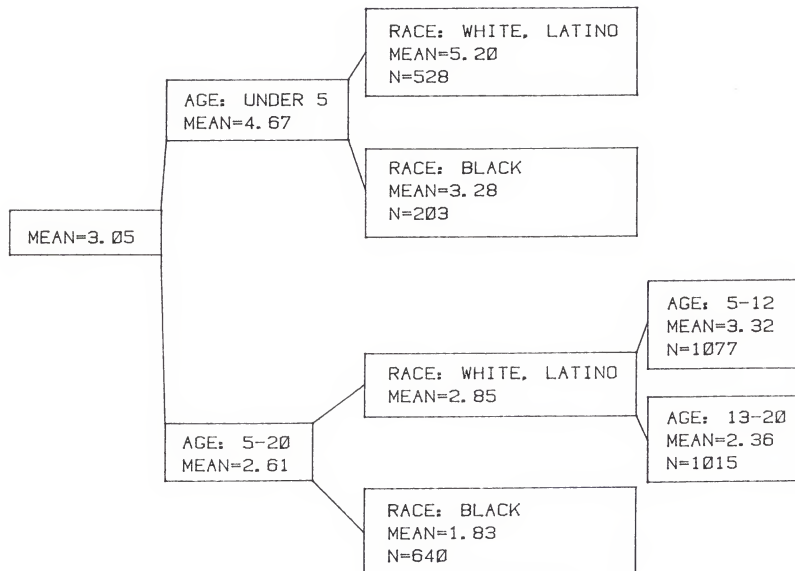 RACE: WHITE, LATINO
MEAN=5.20
N=528
AGE: UNDER 5
MEAN=4.67
RACE: BLACK
MEAN=3.28
N=203
MEAN=3.05
AGE: 5-12
MEAN=3.32
N=1077
RACE: WHITE, LATINO
MEAN=2.85
AGE: 13-20
MEAN=2.36
N=1015
AGE: 5-20
MEAN=2.61
RACE: BLACK
MEAN=1.83
N=640